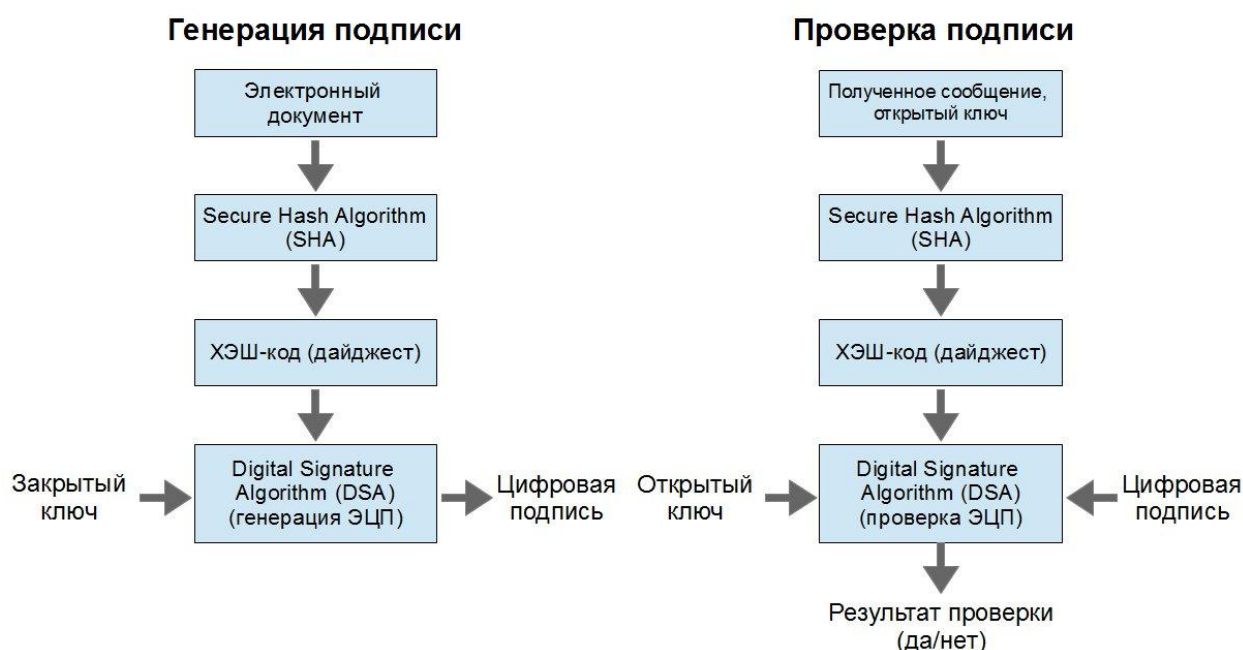 Генерация подписи
Электронный
документ
Secure Hash Algorithm
(SHA)
ХЭШ-код (дайджест)
Закрытый
ключ
Digital Signature
Algorithm (DSA)
(генерация ЭЦП)
Цифровая
подпись
Проверка подписи
Полученное сообщение,
открытый ключ
Secure Hash Algorithm
(SHA)
ХЭШ-код (дайджест)
Открытый
ключ
Digital Signature
Algorithm (DSA)
(проверка ЭЦП)
Цифровая
подпись
Результат проверки
(да/нет)